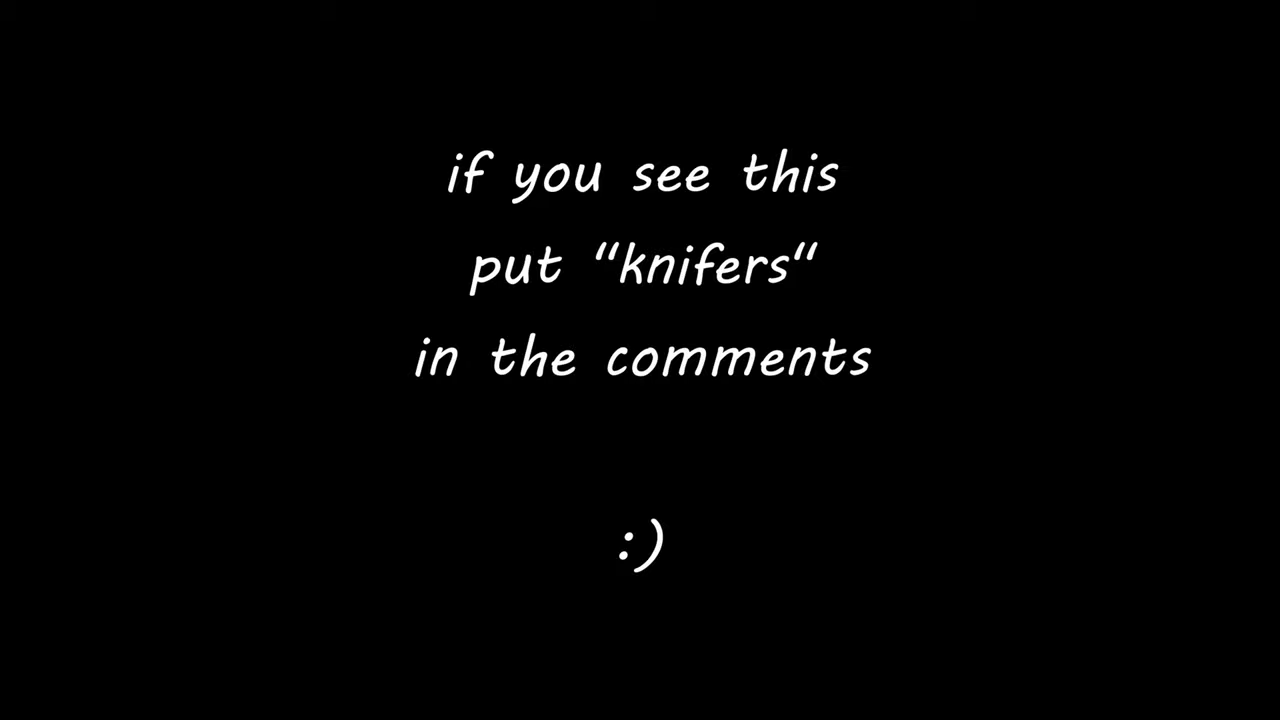 if you see this
put "knifers"
in the comments
:)